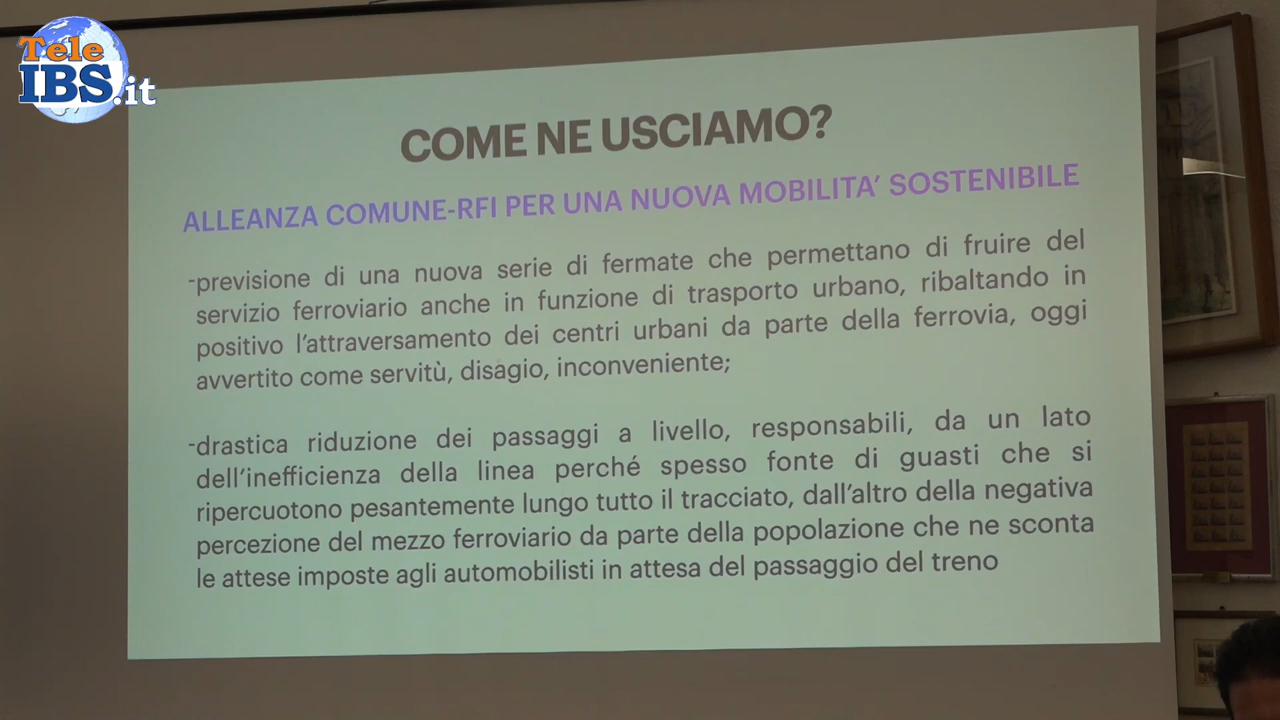 Tele
IBS.it
COME NE USCIAMO?
ALLEANZA COMUNE-RFI PER UNA NUOVA MOBILITA' SOSTENIBILE
-previsione di una nuova serie di fermate che permettano di fruire del
servizio ferroviario anche in funzione di trasporto urbano, ribaltando in
positivo l'attraversamento dei centri urbani da parte della ferrovia, oggi
avvertito come servitù, disagio, inconveniente;
-drastica riduzione dei passaggi a livello, responsabili, da un lato
dell'inefficienza della linea perché spesso fonte di guasti che si
ripercuotono pesantemente lungo tutto il tracciato, dall'altro della negativa
percezione del mezzo ferroviario da parte della popolazione che ne sconta
le attese imposte agli automobilisti in attesa del passaggio del treno